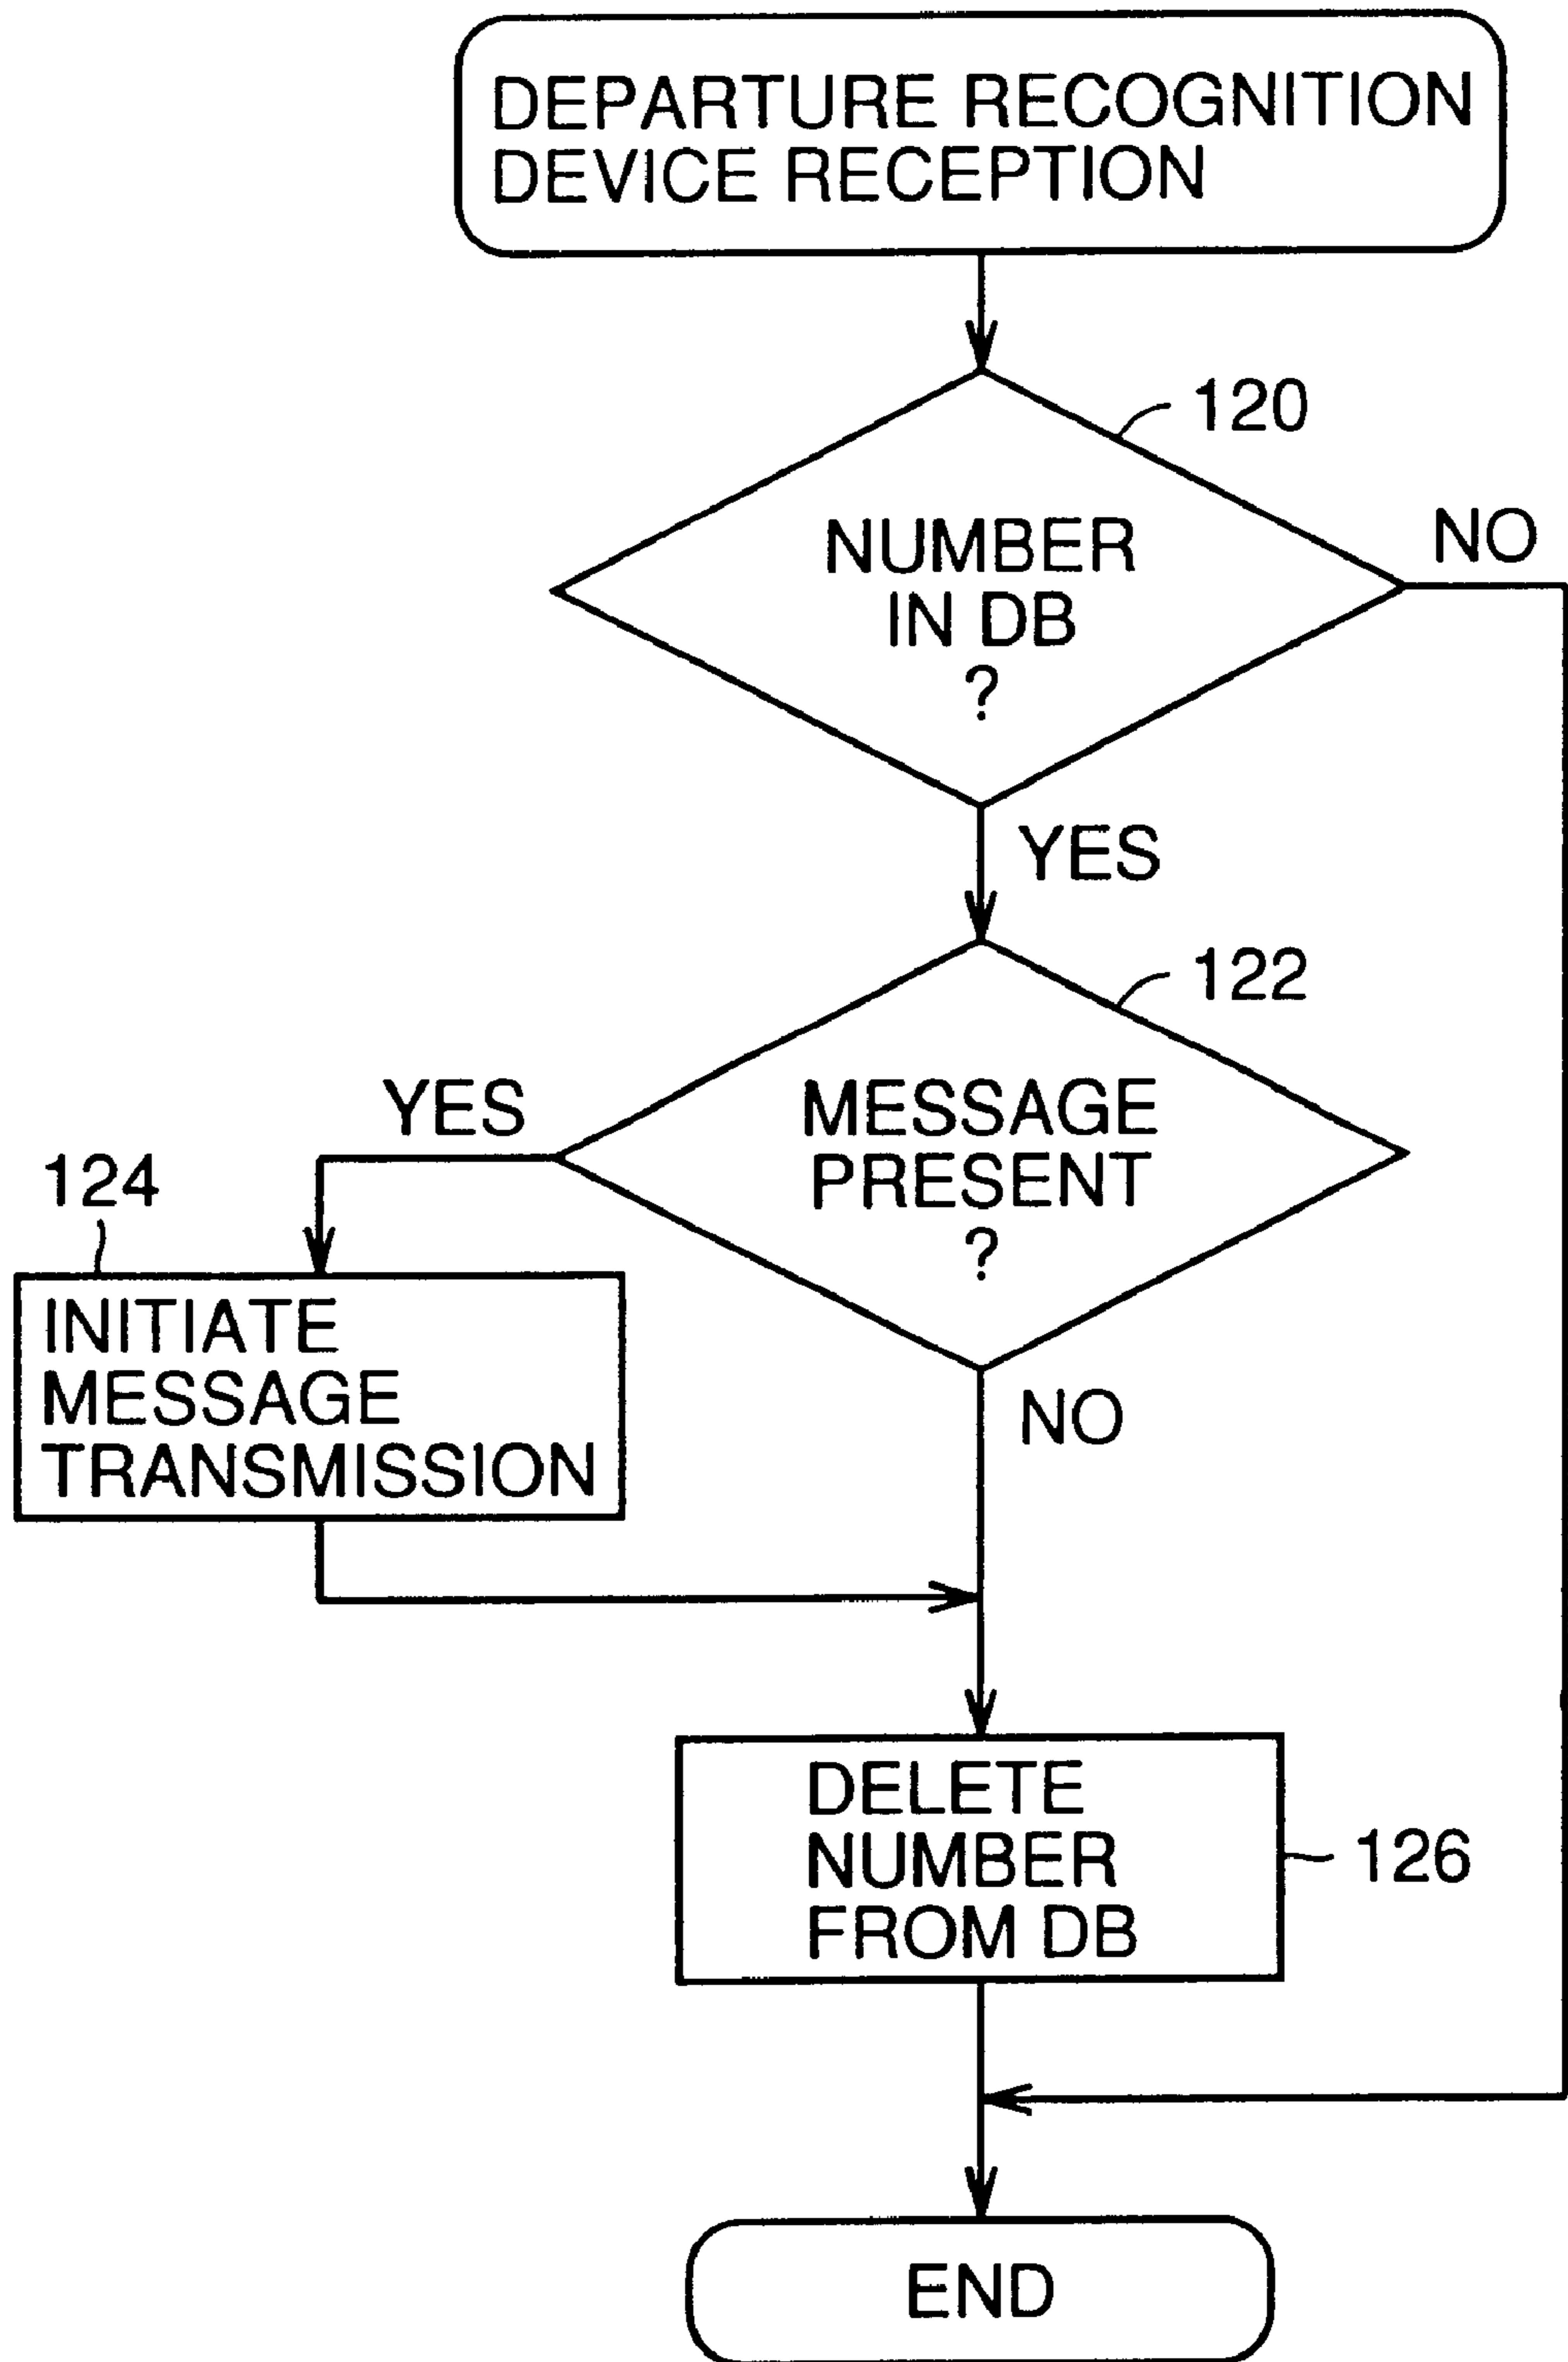 DEPARTURE RECOGNITION
DEVICE RECEPTION
120
NUMBER
IN DB
?
NO
YES
122
MESSAGE
PRESENT
?
YES
124
INITIATE
MESSAGE
TRANSMISSION
NO
DELETE
NUMBER
FROM DB
126
END